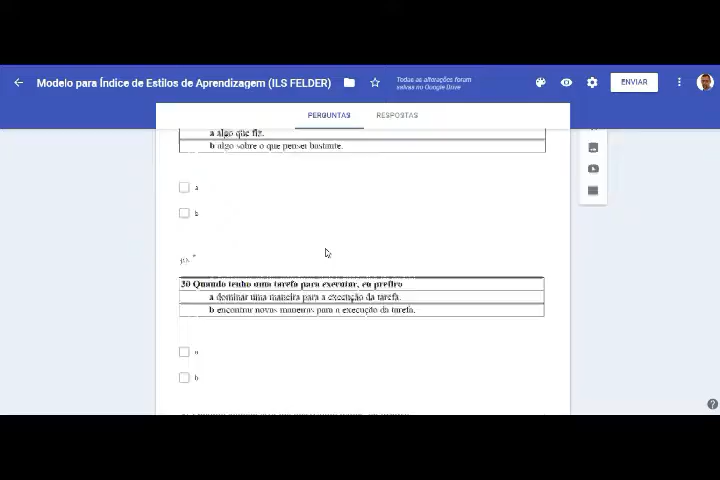 Modelo para Índice de Estilos de Aprendizagem (ILS FELDER)
Todas as alterações foram
salvas no Google Drive
ENVIAR
PERGUNTAS
RESPOSTAS
a algo que fiz.
b algo sobre o que pensei bastante.
a
b
30 Quando tenho uma tarefa para executar, eu prefiro
a dominar uma maneira para a execução da tarefa.
b encontrar novas maneiras para a execução da tarefa.
a
b